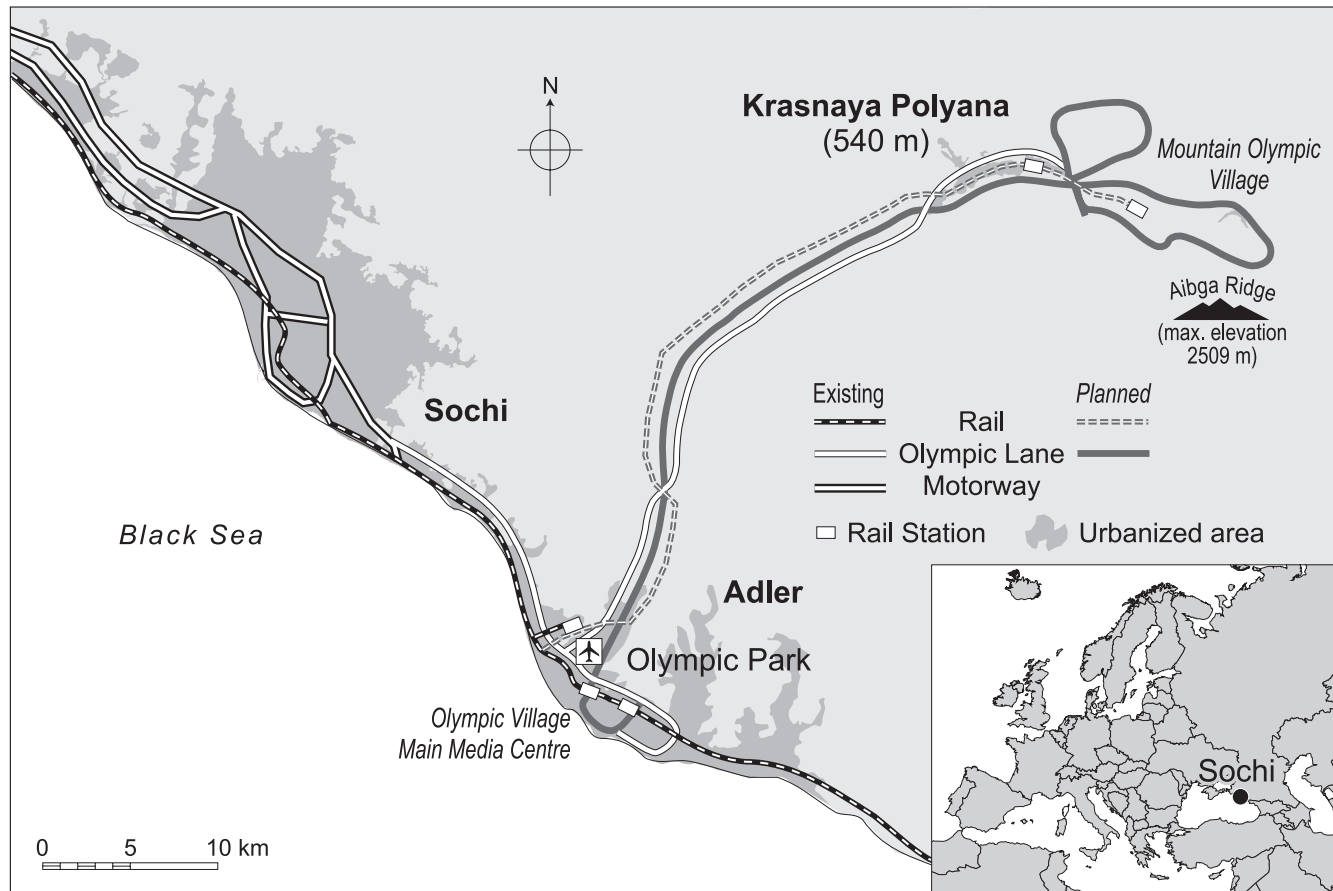 N
Krasnaya Polyana
(540 m)
Mountain Olympic
Village
Aibga Ridge
(max. elevation
2509 m)
Existing
Planned
Rail
Olympic Lane
Motorway
Rail Station
Urbanized area
Sochi
Black Sea
Adler
Olympic Park
Olympic Village
Main Media Centre
Sochi
0 5 10 km